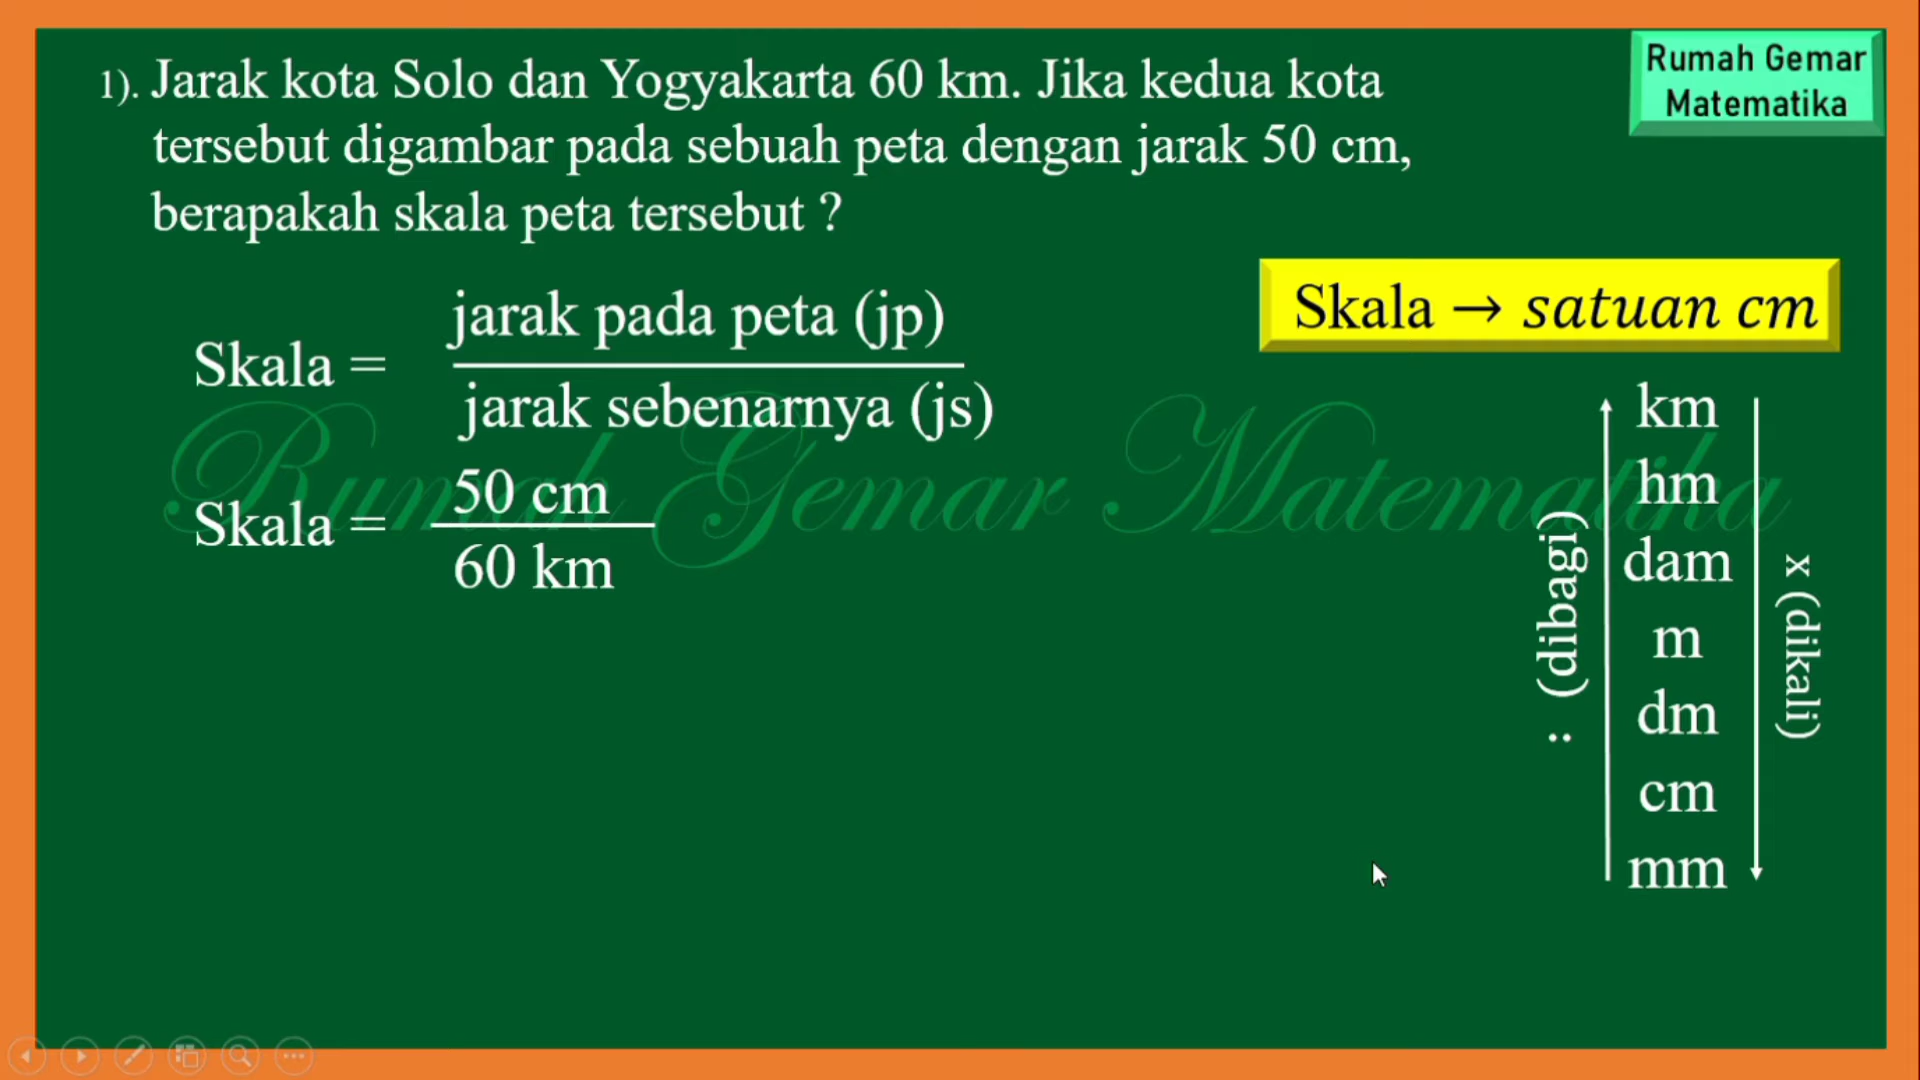 1). Jarak kota Solo dan Yogyakarta 60 km. Jika kedua kota
tersebut digambar pada sebuah peta dengan jarak 50 cm,
berapakah skala peta tersebut ?
Rumah Gemar
Matematika
Skala → satuan cm
jarak pada peta (jp)
Skala =
jarak sebenarnya (js)
50 cm
Skala =
60 km
Rumah Gemar Matematika
km
hm
dam
m
dm
cm
mm
: (dibagi)
x (dikali)